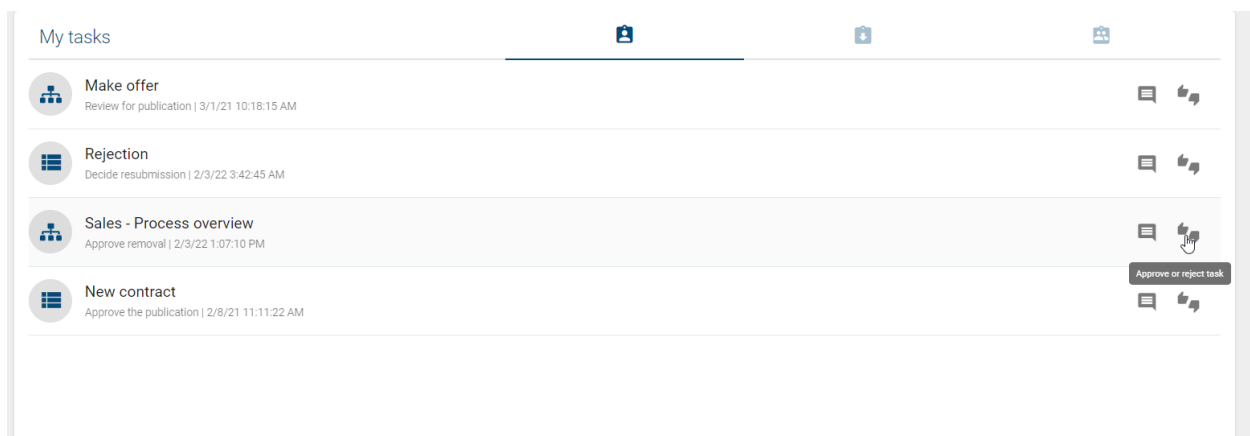 My tasks
Make offer
Review for publication | 3/1/21 10:18:15 AM
Rejection
Decide resubmission | 2/3/22 3:42:45 AM
Sales - Process overview
Approve removal | 2/3/22 1:07:10 PM
Approve or reject task
New contract
Approve the publication | 2/8/21 11:11:22 AM